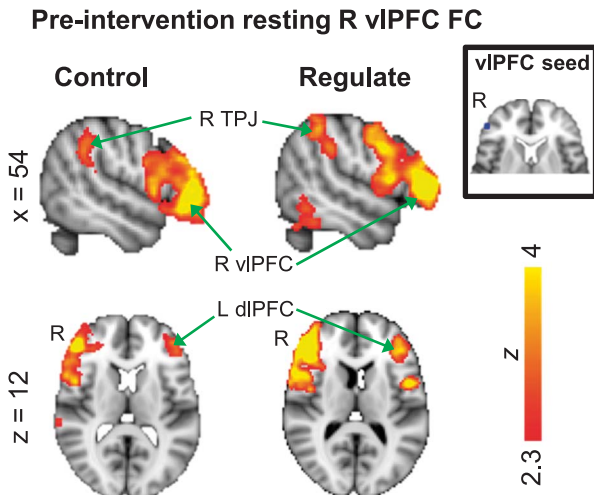 Pre-intervention resting R vlPFC FC
Control
Regulate
vlPFC seed
R
R TPJ
x = 54
R vlPFC
L dlPFC
R
R
z = 12
4
z
2.3